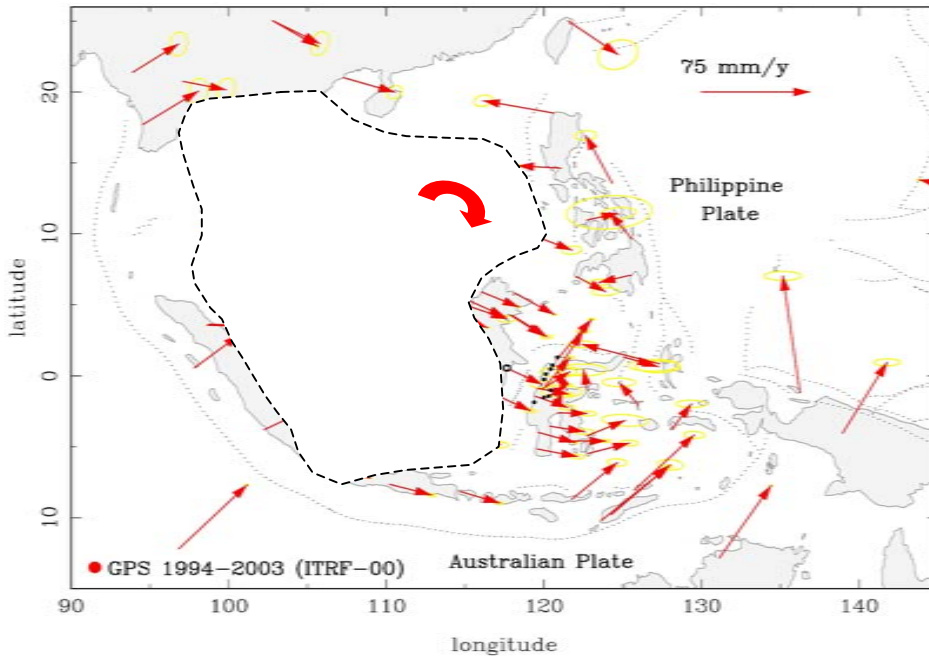 75 mm/y
Philippine
Plate
Australian Plate
GPS 1994−2003 (ITRF−00)
latitude
20
10
0
10
90
100
110
120
130
140
longitude